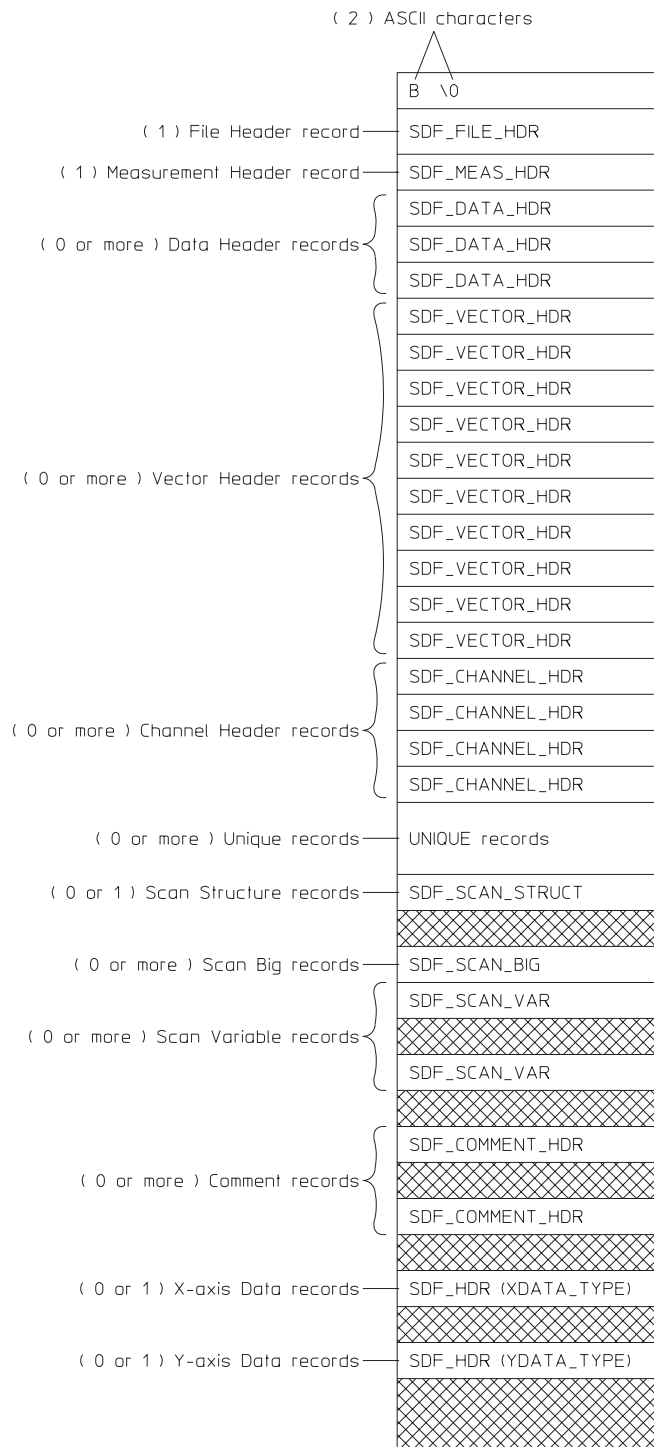 ( 2 ) ASCII characters
B \0
( 1 ) File Header record SDF_FILE_HDR
( 1 ) Measurement Header record SDF_MEAS_HDR
SDF_DATA_HDR
( 0 or more ) Data Header records SDF_DATA_HDR
SDF_DATA_HDR
SDF_VECTOR_HDR
SDF_VECTOR_HDR
SDF_VECTOR_HDR
SDF_VECTOR_HDR
SDF_VECTOR_HDR
( 0 or more ) Vector Header records
SDF_VECTOR_HDR
SDF_VECTOR_HDR
SDF_VECTOR_HDR
SDF_VECTOR_HDR
SDF_VECTOR_HDR
SDF_CHANNEL_HDR
SDF_CHANNEL_HDR
( 0 or more ) Channel Header records
SDF_CHANNEL_HDR
SDF_CHANNEL_HDR
( 0 or more ) Unique records UNIQUE records
( 0 or 1 ) Scan Structure records SDF_SCAN_STRUCT
( 0 or more ) Scan Big records SDF_SCAN_BIG
SDF_SCAN_VAR
( 0 or more ) Scan Variable records
SDF_SCAN_VAR
SDF_COMMENT_HDR
( 0 or more ) Comment records
SDF_COMMENT_HDR
( 0 or 1 ) X-axis Data records SDF_HDR (XDATA_TYPE)
( 0 or 1 ) Y-axis Data records SDF_HDR (YDATA_TYPE)